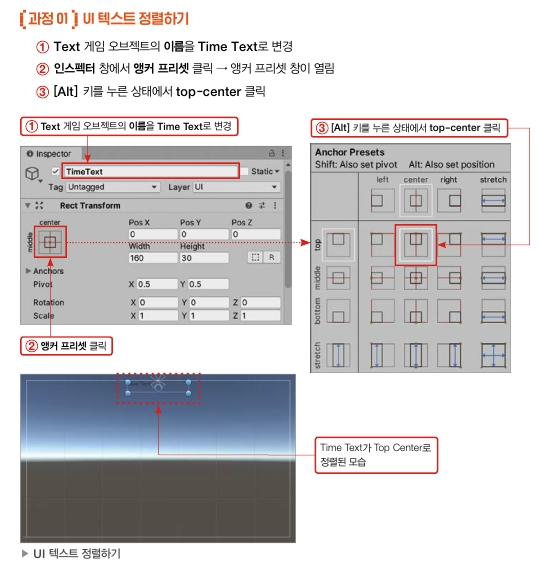 과정 01 UI 텍스트 정렬하기
① Text 게임 오브젝트의 이름을 Time Text로 변경
② 인스펙터 창에서 앵커 프리셋 클릭 → 앵커 프리셋 창이 열림
③ [Alt] 키를 누른 상태에서 top-center 클릭
① Text 게임 오브젝트의 이름을 Time Text로 변경
③ [Alt] 키를 누른 상태에서 top-center 클릭
Inspector
TimeText
Static
Tag Untagged Layer UI
Rect Transform
center
middle
Pos X Pos Y Pos Z
0 0 0
Width Height
160 30
R
Anchors
Pivot X 0.5 Y 0.5
Rotation X 0 Y 0 Z 0
Scale X 1 Y 1 Z 1
② 앵커 프리셋 클릭
Anchor Presets
Shift: Also set pivot Alt: Also set position
left center right stretch
top
middle
bottom
stretch
Time Text가 Top Center로
정렬된 모습
▶ UI 텍스트 정렬하기